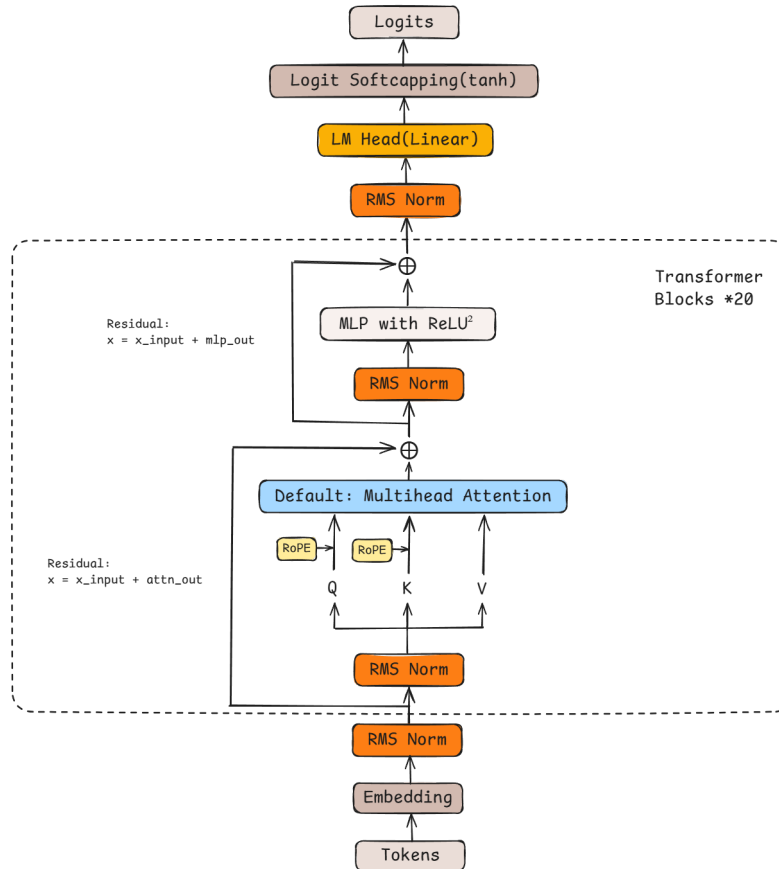 Logits
Logit Softcapping(tanh)
LM Head(Linear)
RMS Norm
Transformer
Blocks *20
MLP with ReLU²
Residual:
x = x_input + mlp_out
RMS Norm
Default: Multihead Attention
RoPE
RoPE
Residual:
x = x_input + attn_out
Q
K
V
RMS Norm
RMS Norm
Embedding
Tokens